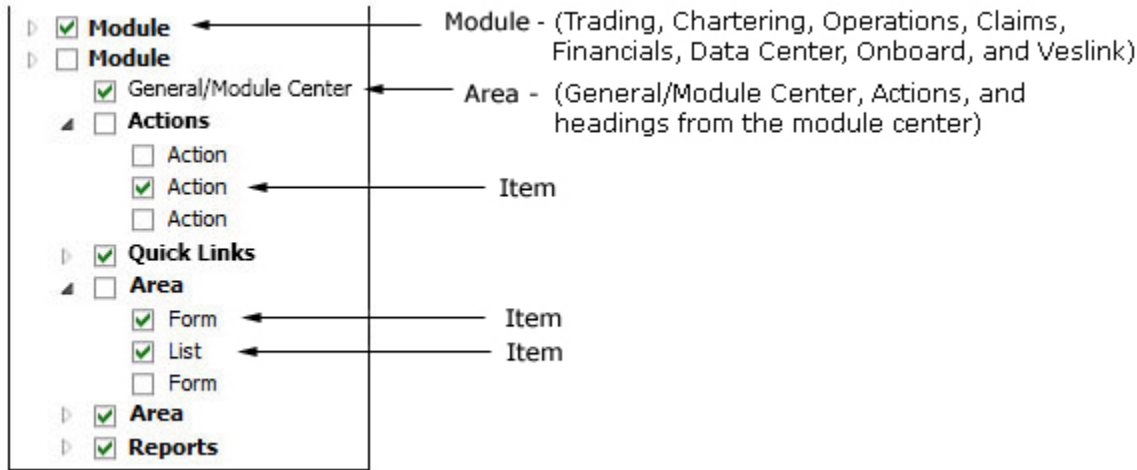 Module
Module - (Trading, Chartering, Operations, Claims,
Financials, Data Center, Onboard, and Veslink)
Module
General/Module Center
Area - (General/Module Center, Actions, and
headings from the module center)
Actions
Action
Action
Item
Action
Quick Links
Area
Form
Item
List
Item
Form
Area
Reports